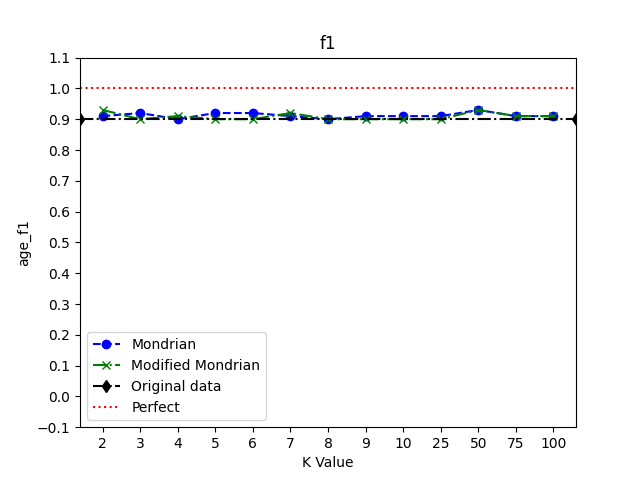 f1
1.1
1.0
0.9
0.8
0.7
0.6
0.5
0.4
0.3
0.2
0.1
0.0
−0.1
age_f1
Mondrian
Modified Mondrian
Original data
Perfect
2 3 4 5 6 7 8 9 10 25 50 75 100
K Value